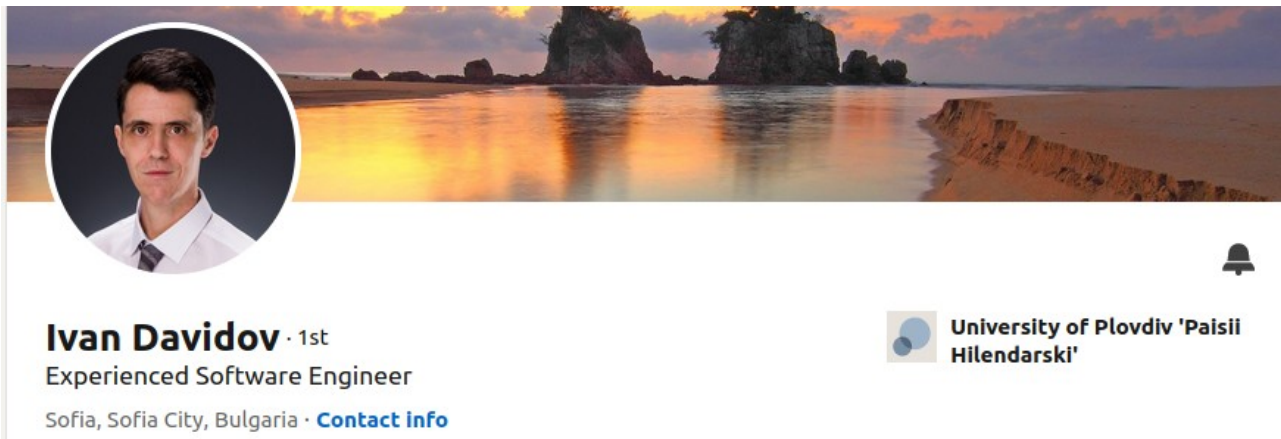 Ivan Davidov · 1st
Experienced Software Engineer
Sofia, Sofia City, Bulgaria · Contact info
University of Plovdiv 'Paisii
Hilendarski'